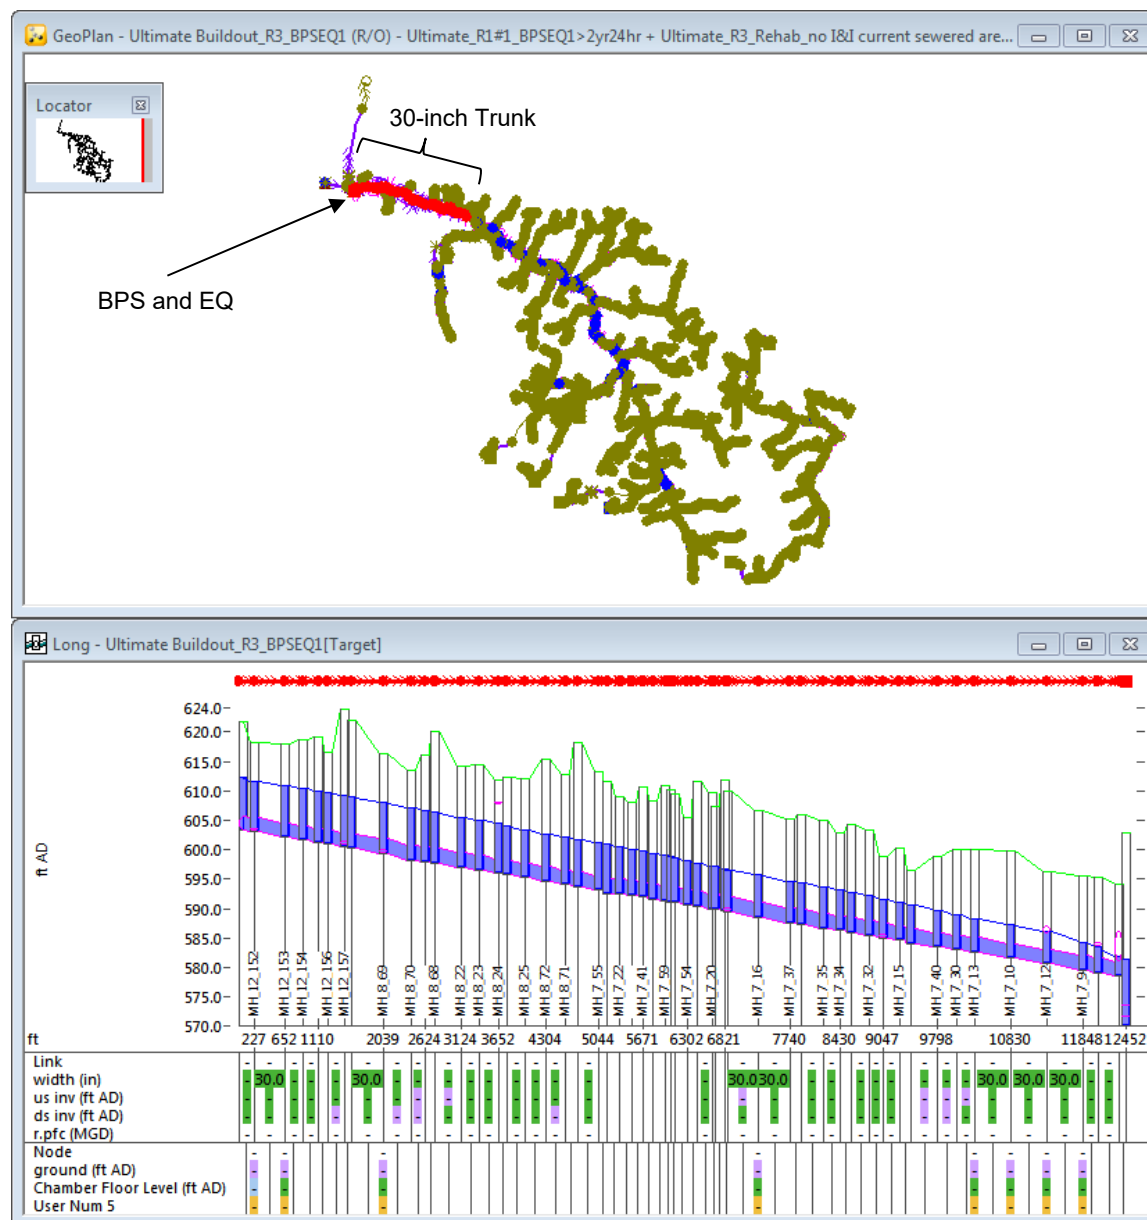 GeoPlan - Ultimate Buildout_R3_BPSEQ1 (R/O) - Ultimate_R1#1_BPSEQ1>2yr24hr + Ultimate_R3_Rehab_no I&I current sewered are...
Locator
30-inch Trunk
BPS and EQ
Long - Ultimate Buildout_R3_BPSEQ1[Target]
624.0
620.0
615.0
610.0
605.0
600.0
595.0
590.0
585.0
580.0
575.0
570.0
ft AD
MH_12_152
MH_12_153
MH_12_154
MH_12_156
MH_12_157
MH_8_69
MH_8_70
MH_8_68
MH_8_22
MH_8_23
MH_8_24
MH_8_25
MH_8_72
MH_8_71
MH_7_55
MH_7_22
MH_7_41
MH_7_59
MH_7_54
MH_7_20
MH_7_16
MH_7_37
MH_7_35
MH_7_34
MH_7_32
MH_7_15
MH_7_40
MH_7_30
MH_7_13
MH_7_10
MH_7_12
MH_7_9
ft 227 652 1110 2039 2624 3124 3652 4304 5044 5671 6302 6821 7740 8430 9047 9798 10830 11848 12452
Link - - - - - - - - - - - - - - - - - - - - - - - - - - - - - -
width (in) - 30.0 - - - 30.0 - - - - - - - - - - 30.0 30.0 - - - - - - - - 30.0 30.0 30.0 - -
us inv (ft AD)
ds inv (ft AD)
r.pfc (MGD)
Node
ground (ft AD)
Chamber Floor Level (ft AD)
User Num 5